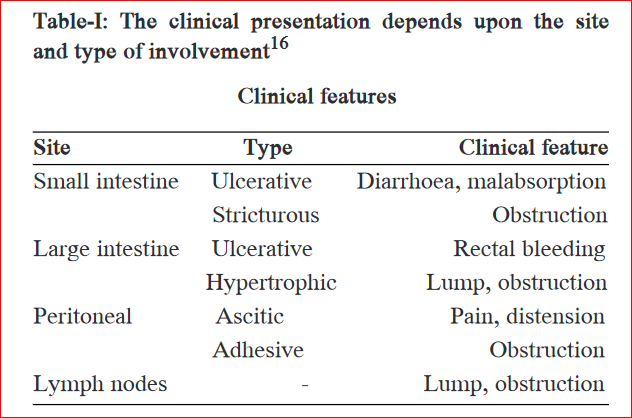 Table-I: The clinical presentation depends upon the site
and type of involvement16
Clinical features
Site Type Clinical feature
Small intestine Ulcerative Diarrhoea, malabsorption
Stricturous Obstruction
Large intestine Ulcerative Rectal bleeding
Hypertrophic Lump, obstruction
Peritoneal Ascitic Pain, distension
Adhesive Obstruction
Lymph nodes - Lump, obstruction